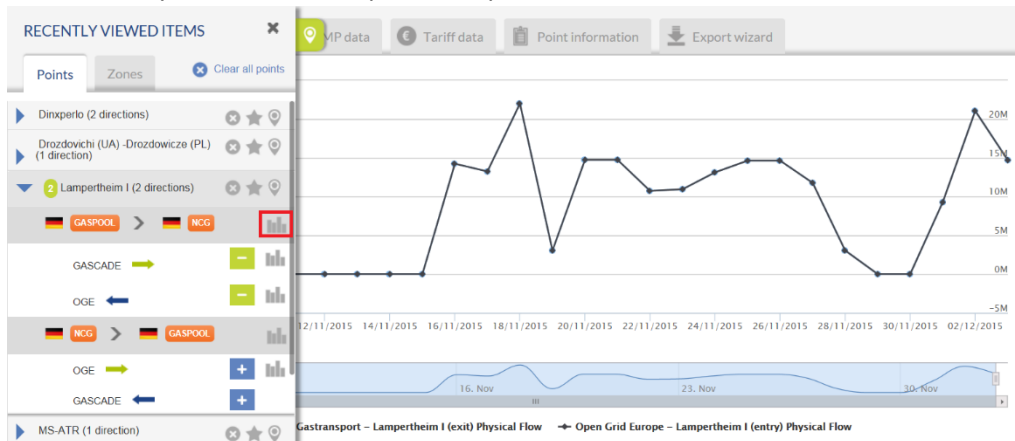 RECENTLY VIEWED ITEMS
Points
Zones
Clear all points
Dinxperlo (2 directions)
Drozdovichi (UA) -Drozdowicze (PL)
(1 direction)
2 Lampertheim I (2 directions)
GASPOOL > NCG
GASCADE
OGE
NCG > GASPOOL
OGE
GASCADE
MS-ATR (1 direction)
MP data
Tariff data
Point information
Export wizard
20M
15M
10M
5M
0M
-5M
12/11/2015 14/11/2015 16/11/2015 18/11/2015 20/11/2015 22/11/2015 24/11/2015 26/11/2015 28/11/2015 30/11/2015 02/12/2015
16. Nov 23. Nov 30. Nov
Gastransport – Lampertheim I (exit) Physical Flow Open Grid Europe – Lampertheim I (entry) Physical Flow